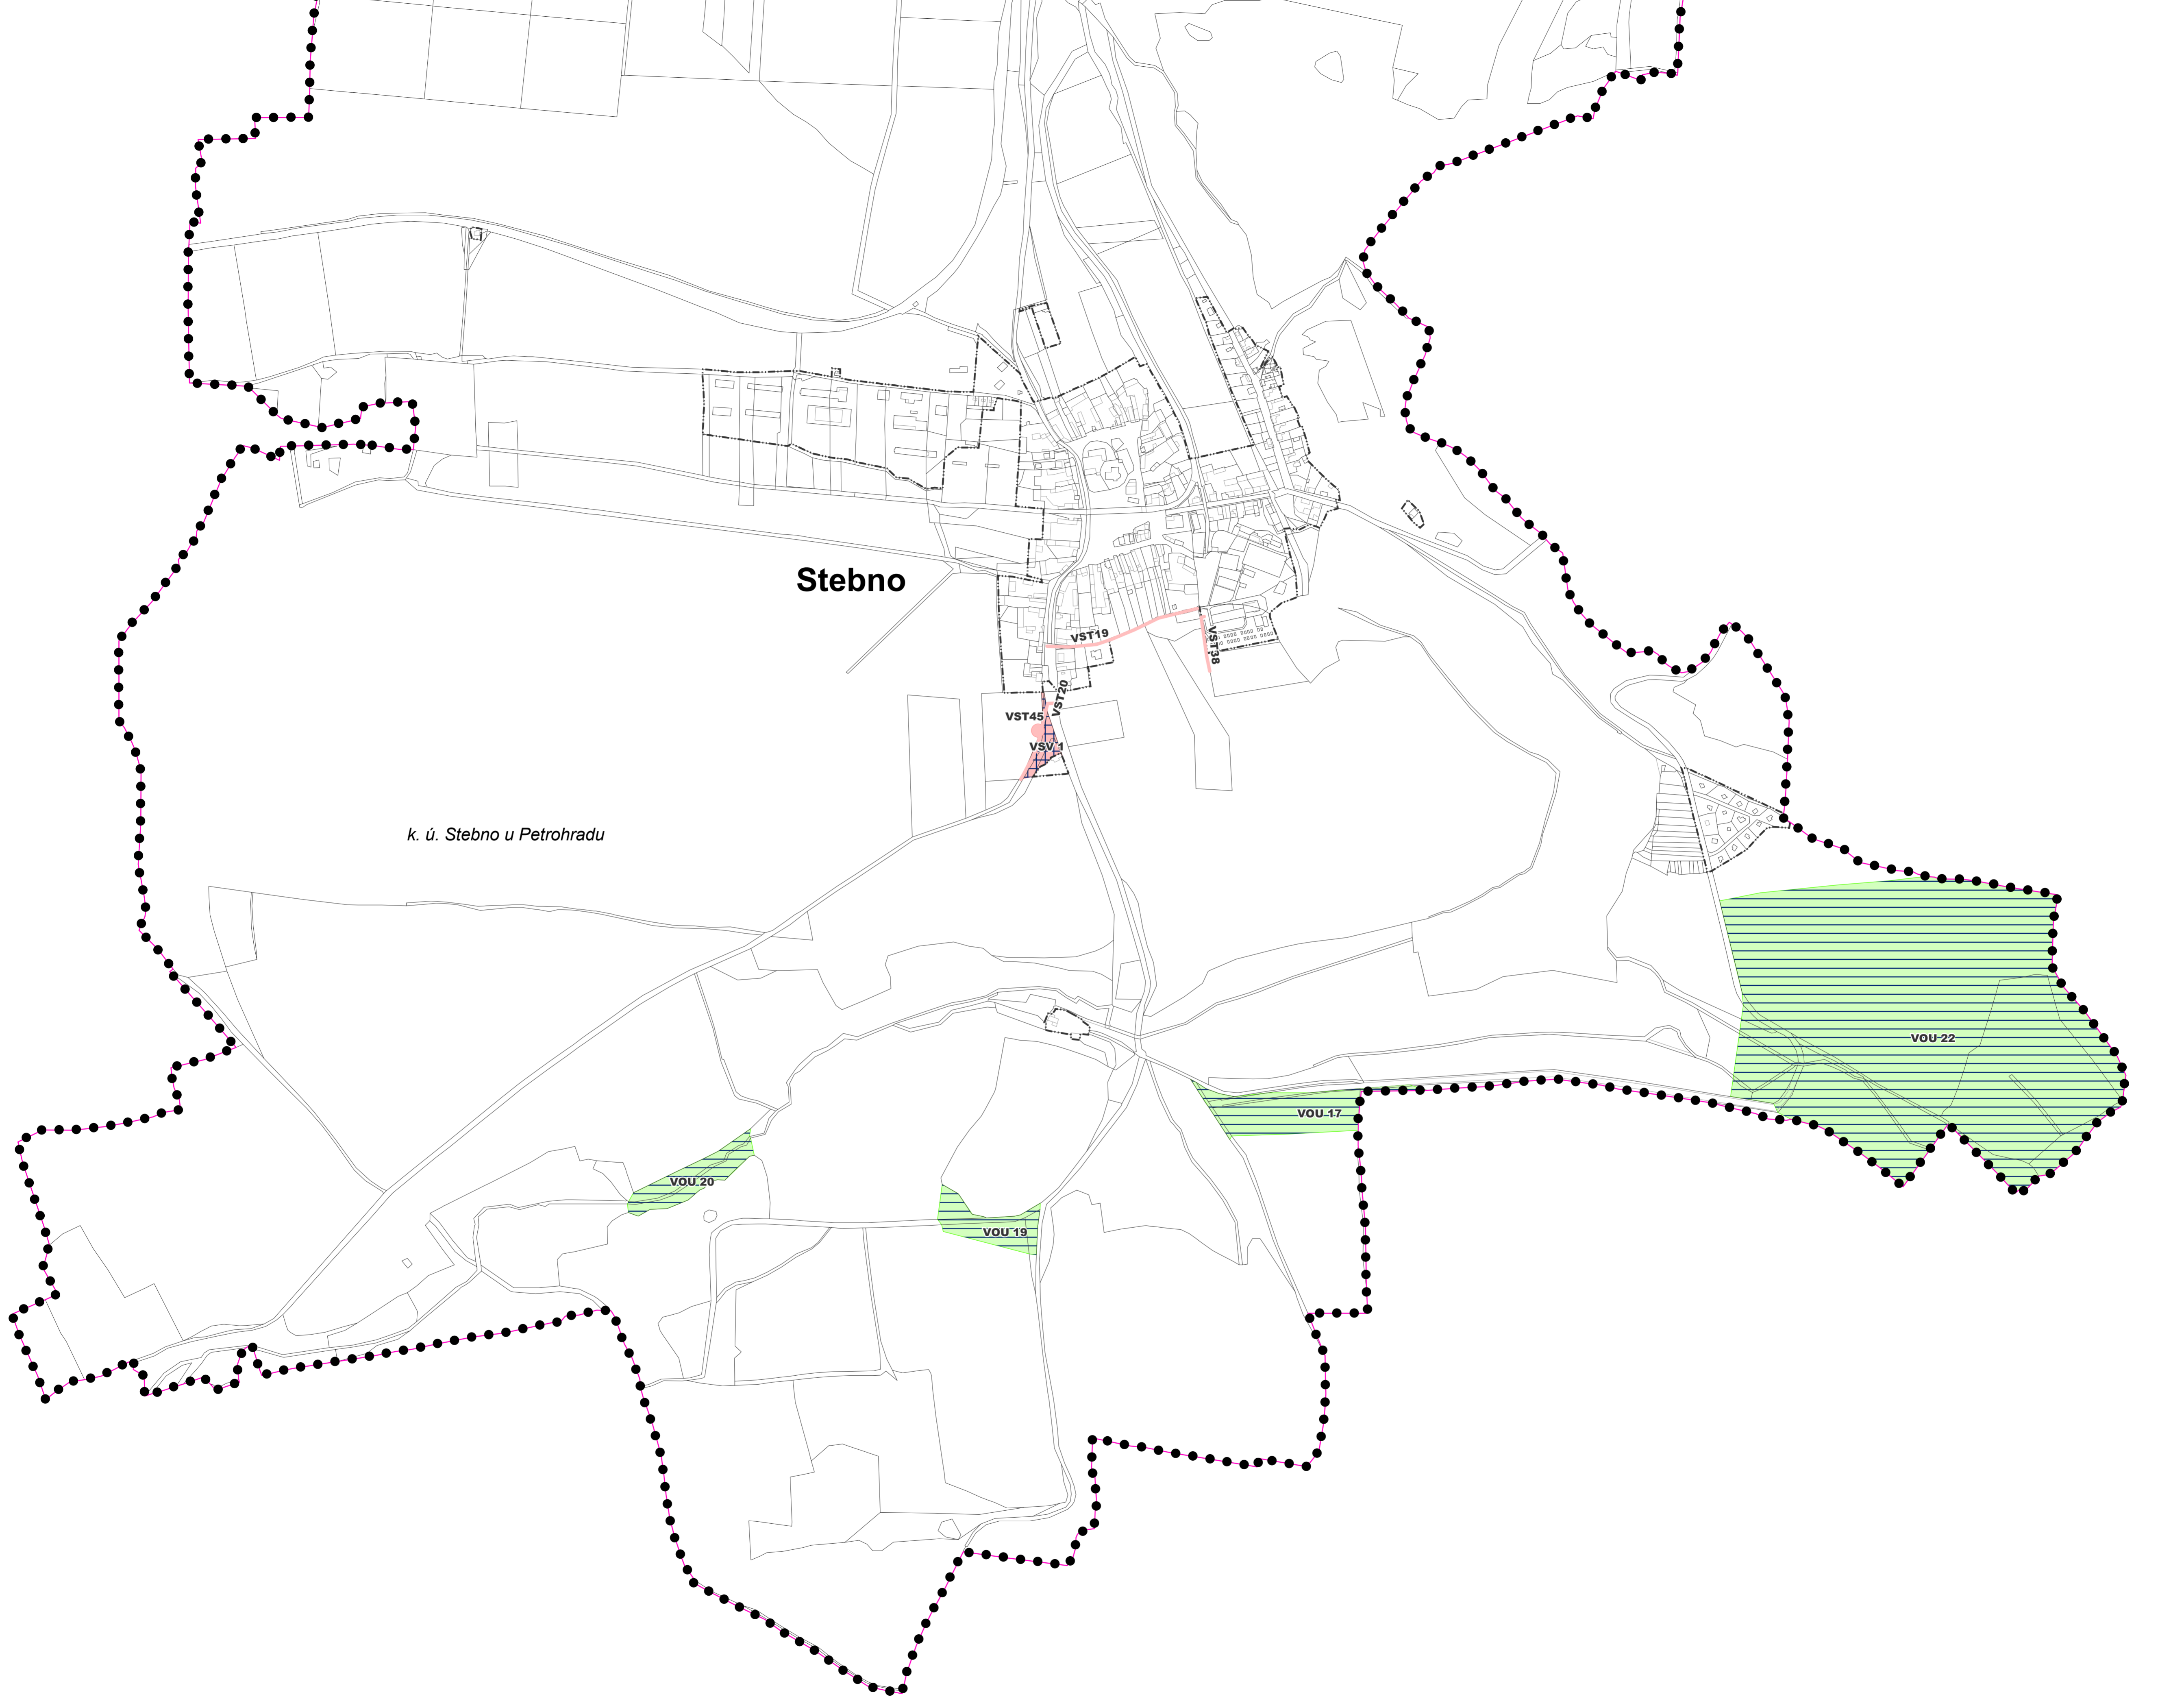 Stebno
VST19
VST38
VST20
VST45
VSV 1
k. ú. Stebno u Petrohradu
VOU 22
VOU 17
VOU 20
VOU 19